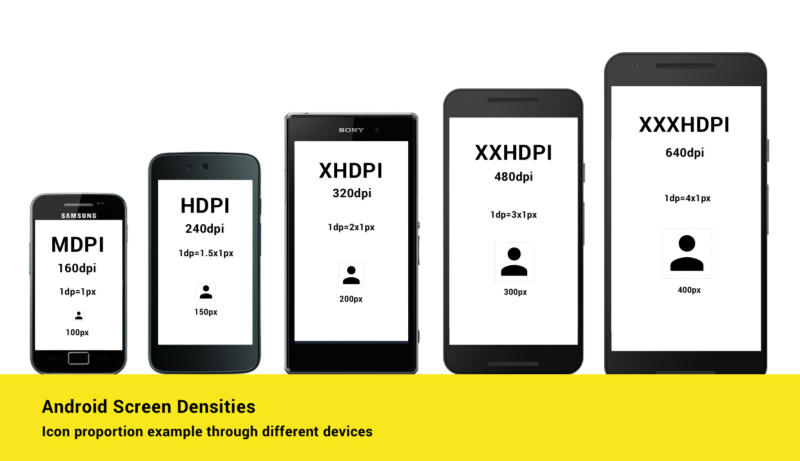 SAMSUNG
MDPI
160dpi
1dp=1px
100px
HDPI
240dpi
1dp=1.5x1px
150px
SONY
XHDPI
320dpi
1dp=2x1px
200px
XXHDPI
480dpi
1dp=3x1px
300px
XXXHDPI
640dpi
1dp=4x1px
400px
Android Screen Densities
Icon proportion example through different devices